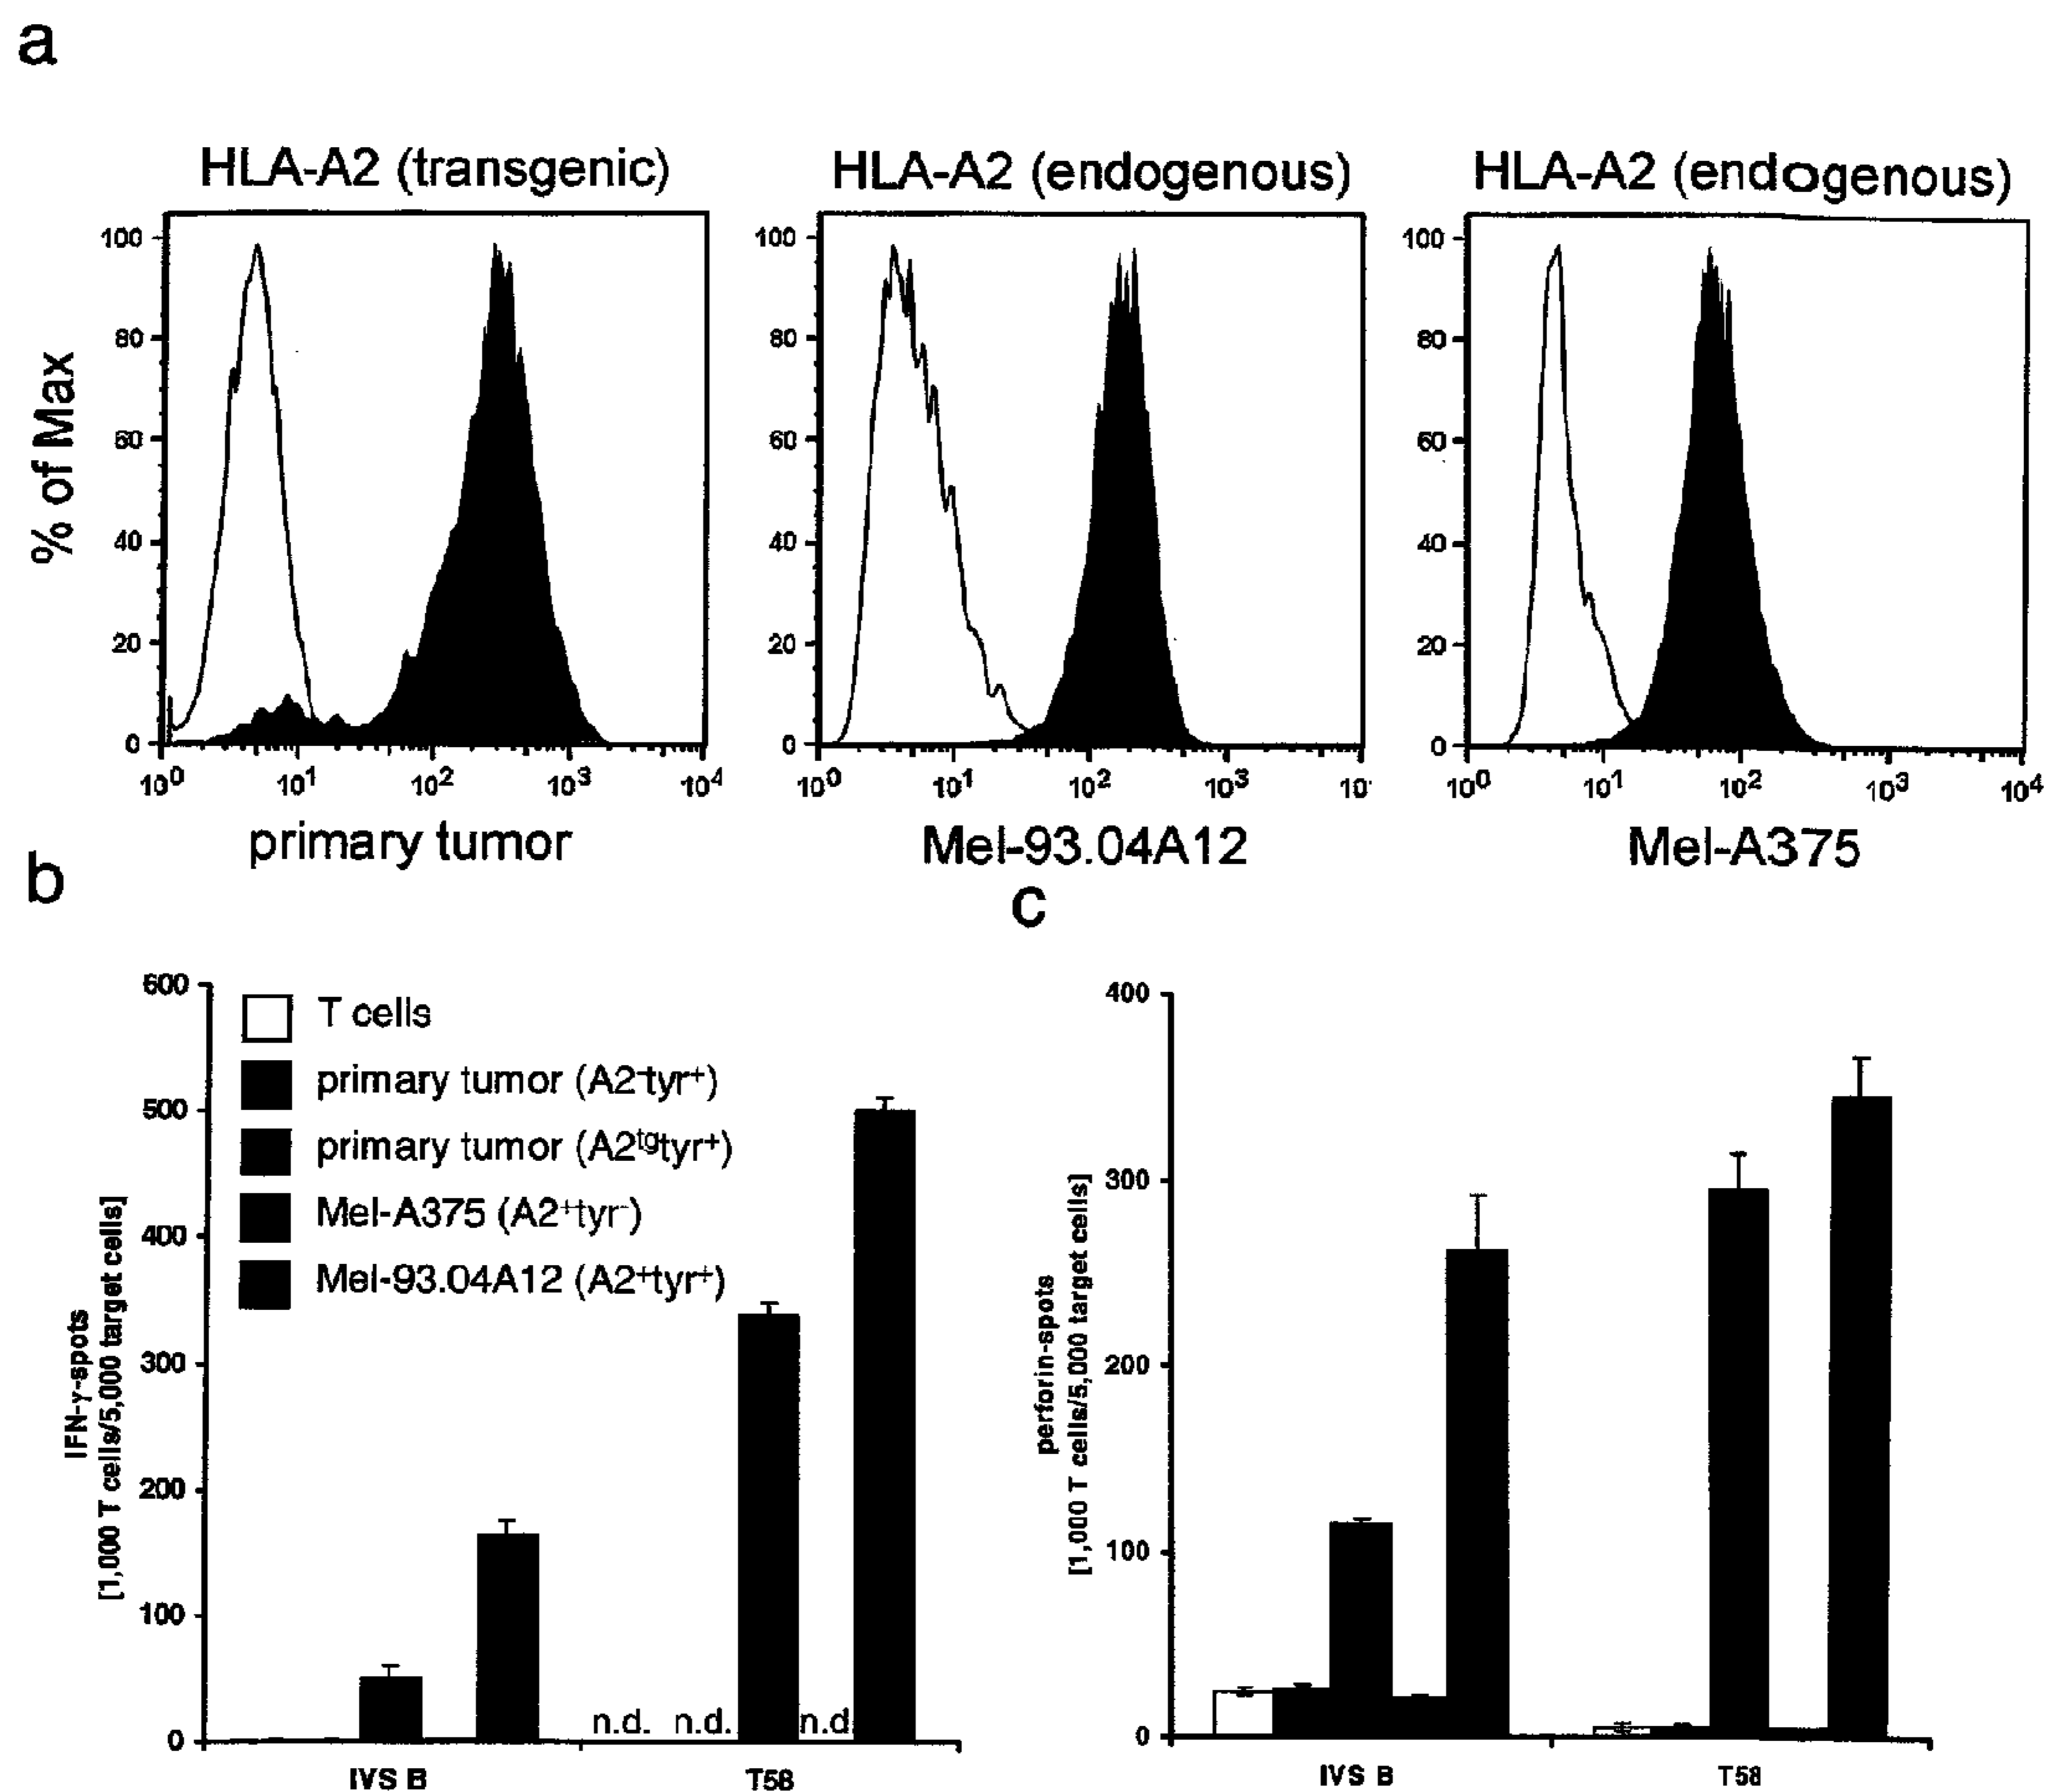 a
HLA-A2 (transgenic)
HLA-A2 (endogenous)
HLA-A2 (endogenous)
% of Max
100
80
60
40
20
0
10⁰ 10¹ 10² 10³ 10⁴
100
80
60
40
20
0
10⁰ 10¹ 10² 10³ 10
100
80
60
40
20
0
10⁰ 10¹ 10² 10³ 10⁴
primary tumor
Mel-93.04A12
Mel-A375
b
IFN-γ-spots
[1,000 T cells/5,000 target cells]
600
500
400
300
200
100
0
T cells
primary tumor (A2⁻tyr⁺)
primary tumor (A2ᵗᵍtyr⁺)
Mel-A375 (A2⁺tyr⁻)
Mel-93.04A12 (A2⁺tyr⁺)
n.d. n.d. n.d.
IVS B T58
c
perforin-spots
[1,000 T cells/5,000 target cells]
400
300
200
100
0
IVS B T58